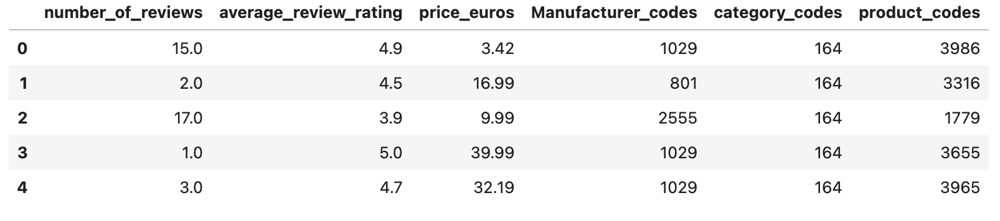 number_of_reviews average_review_rating price_euros Manufacturer_codes category_codes product_codes
0 15.0 4.9 3.42 1029 164 3986
1 2.0 4.5 16.99 801 164 3316
2 17.0 3.9 9.99 2555 164 1779
3 1.0 5.0 39.99 1029 164 3655
4 3.0 4.7 32.19 1029 164 3965